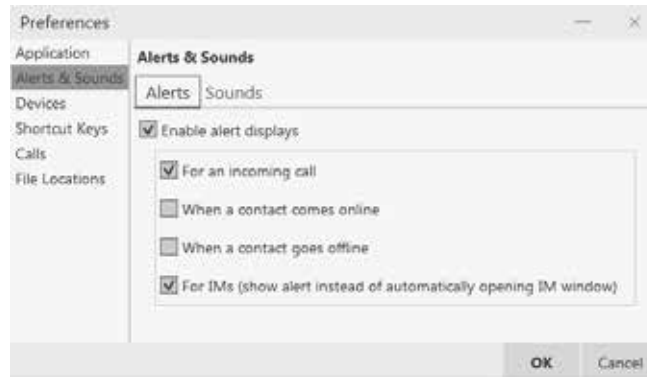 Preferences
Application
Alerts & Sounds
Devices
Shortcut Keys
Calls
File Locations
Alerts & Sounds
Alerts Sounds
Enable alert displays
For an incoming call
When a contact comes online
When a contact goes offline
For IMs (show alert instead of automatically opening IM window)
OK Cancel